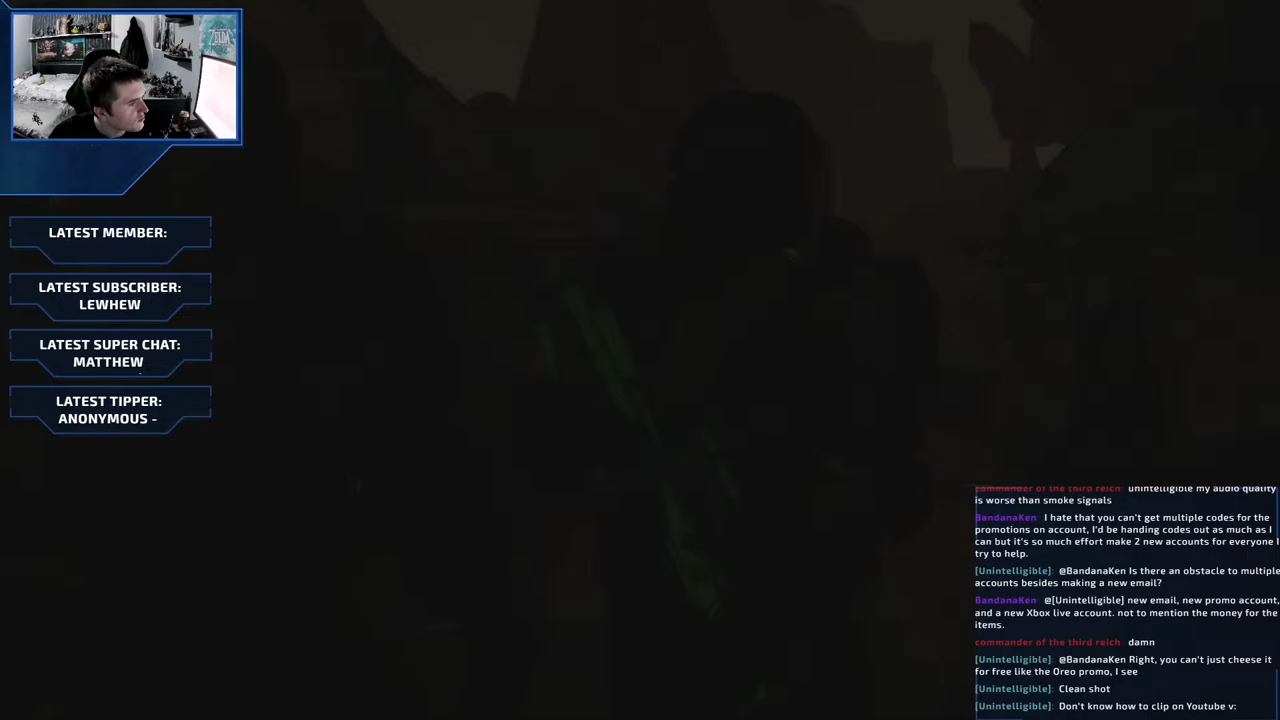 ZELDA
LATEST MEMBER:
LATEST SUBSCRIBER:
LEWHEW
LATEST SUPER CHAT:
MATTHEW
LATEST TIPPER:
ANONYMOUS -
commander of the third reich: unintelligible my audio quality
is worse than smoke signals
BandanaKen: I hate that you can't get multiple codes for the
promotions on account, I'd be handing codes out as much as I
can but it's so much effort make 2 new accounts for everyone I
try to help.
[Unintelligible]: @BandanaKen Is there an obstacle to multiple
accounts besides making a new email?
BandanaKen: @[Unintelligible] new email, new promo account,
and a new Xbox live account. not to mention the money for the
items.
commander of the third reich: damn
[Unintelligible]: @BandanaKen Right, you can't just cheese it
for free like the Oreo promo, I see
[Unintelligible]: Clean shot
[Unintelligible]: Don't know how to clip on Youtube v: